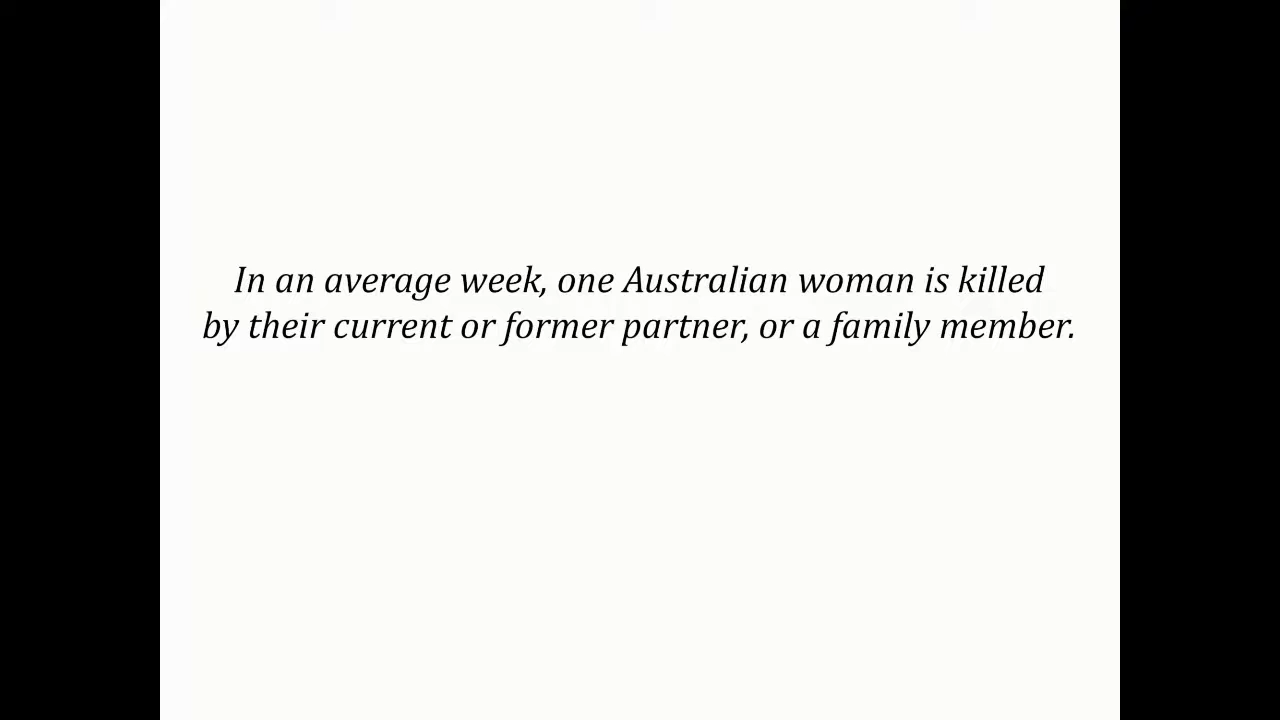 In an average week, one Australian woman is killed
by their current or former partner, or a family member.